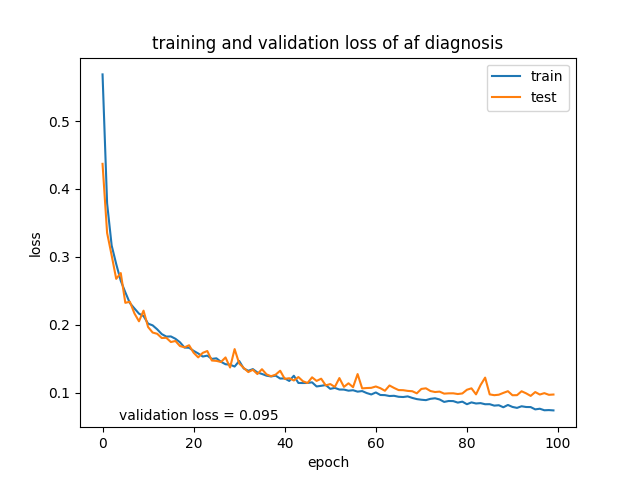 training and validation loss of af diagnosis
train
test
0.5
0.4
0.3
0.2
0.1
loss
validation loss = 0.095
0 20 40 60 80 100
epoch